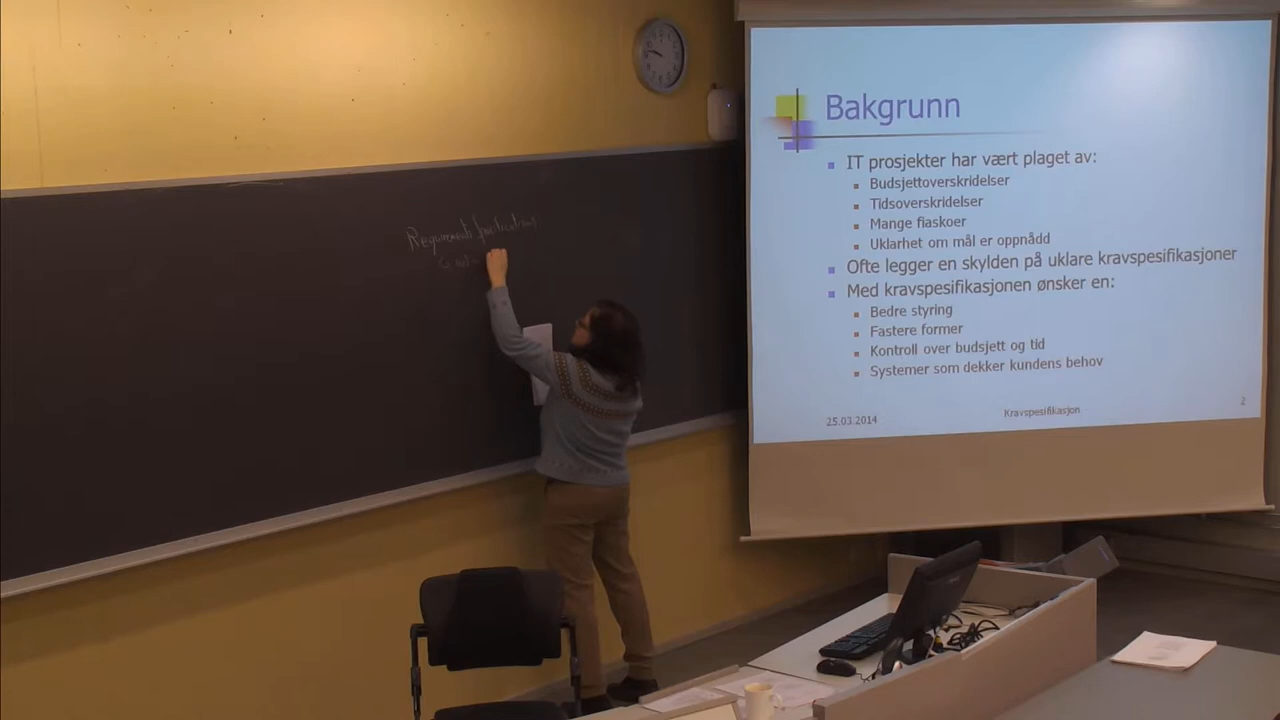 Requirements specifications
Bakgrunn
IT prosjekter har vært plaget av:
Budsjettoverskridelser
Tidsoverskridelser
Mange fiaskoer
Uklarhet om mål er oppnådd
Ofte legger en skylden på uklare kravspesifikasjoner
Med kravspesifikasjonen ønsker en:
Bedre styring
Fastere former
Kontroll over budsjett og tid
Systemer som dekker kundens behov
25.03.2014
Kravspesifikasjon
2